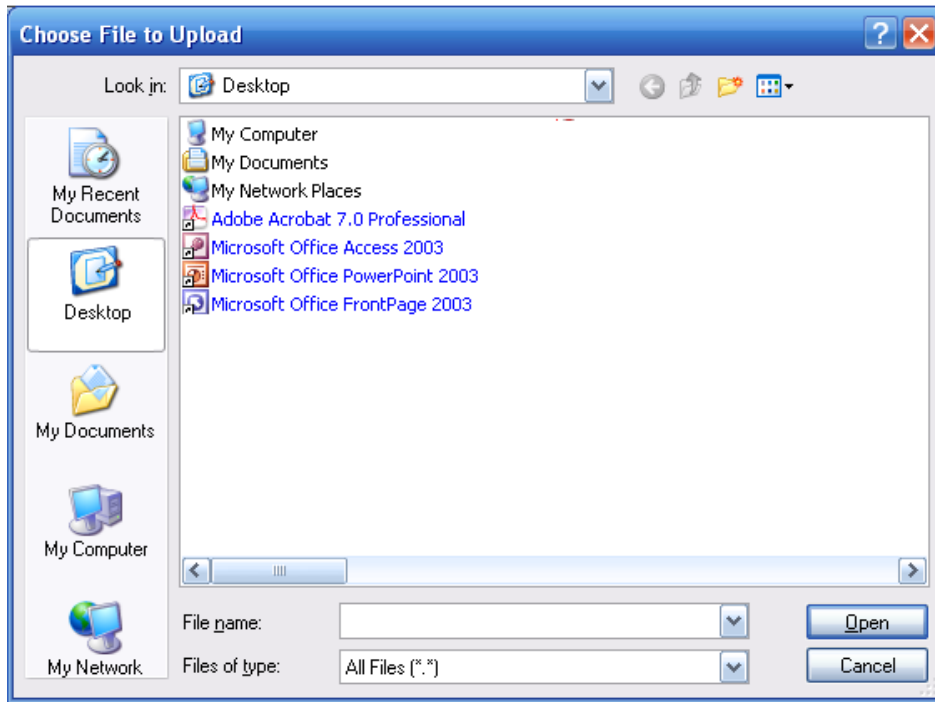 Choose File to Upload
Look in: Desktop
My Computer
My Documents
My Network Places
Adobe Acrobat 7.0 Professional
Microsoft Office Access 2003
Microsoft Office PowerPoint 2003
Microsoft Office FrontPage 2003
My Recent
Documents
Desktop
My Documents
My Computer
My Network
File name:
Open
Files of type: All Files (*.*)
Cancel